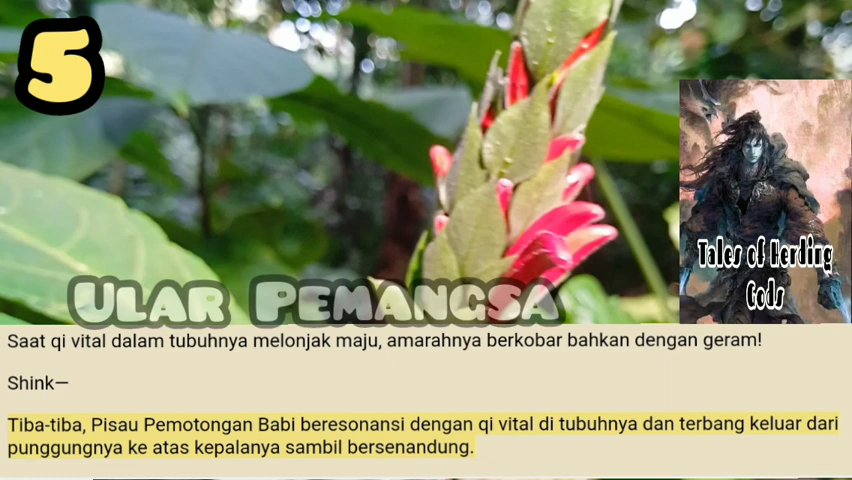 5
Tales of Herding
Gods
ULAR PEMANGSA
Saat qi vital dalam tubuhnya melonjak maju, amarahnya berkobar bahkan dengan geram!
Shink—
Tiba-tiba, Pisau Pemotongan Babi beresonansi dengan qi vital di tubuhnya dan terbang keluar dari
punggungnya ke atas kepalanya sambil bersenandung.